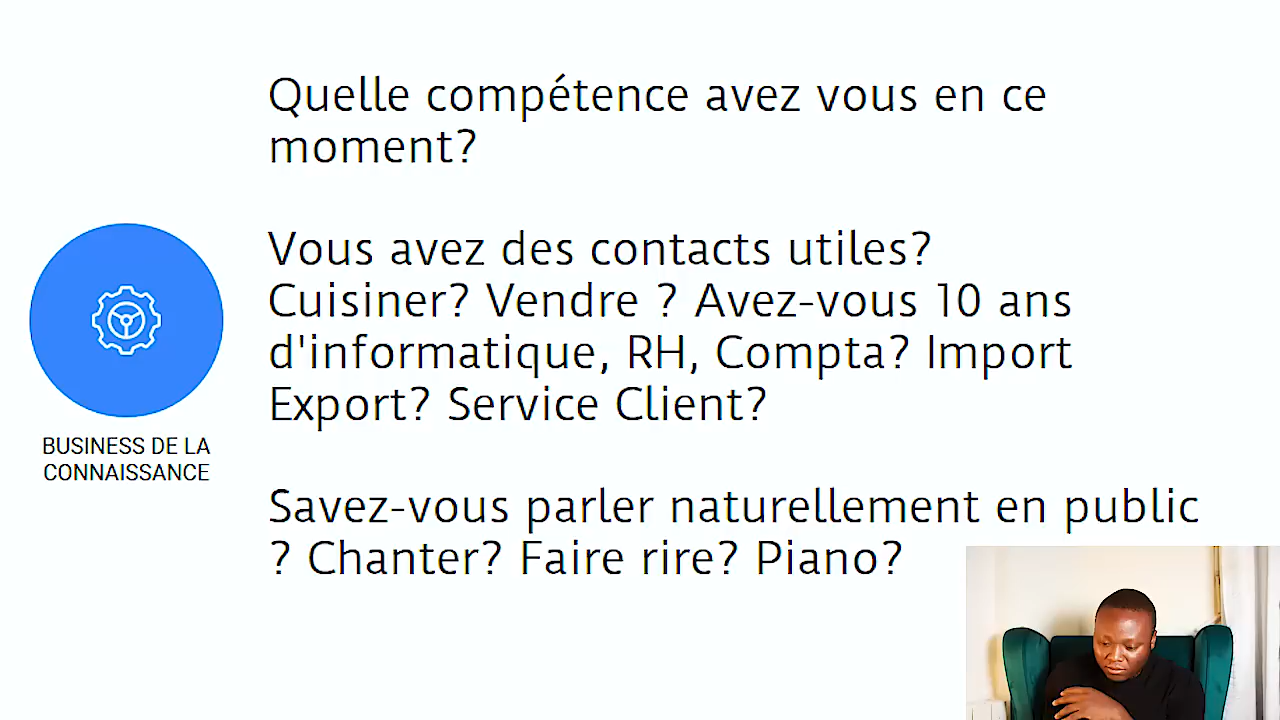 Quelle compétence avez vous en ce
moment?
Vous avez des contacts utiles?
Cuisiner? Vendre ? Avez-vous 10 ans
d'informatique, RH, Compta? Import
Export? Service Client?
BUSINESS DE LA
CONNAISSANCE
Savez-vous parler naturellement en public
? Chanter? Faire rire? Piano?